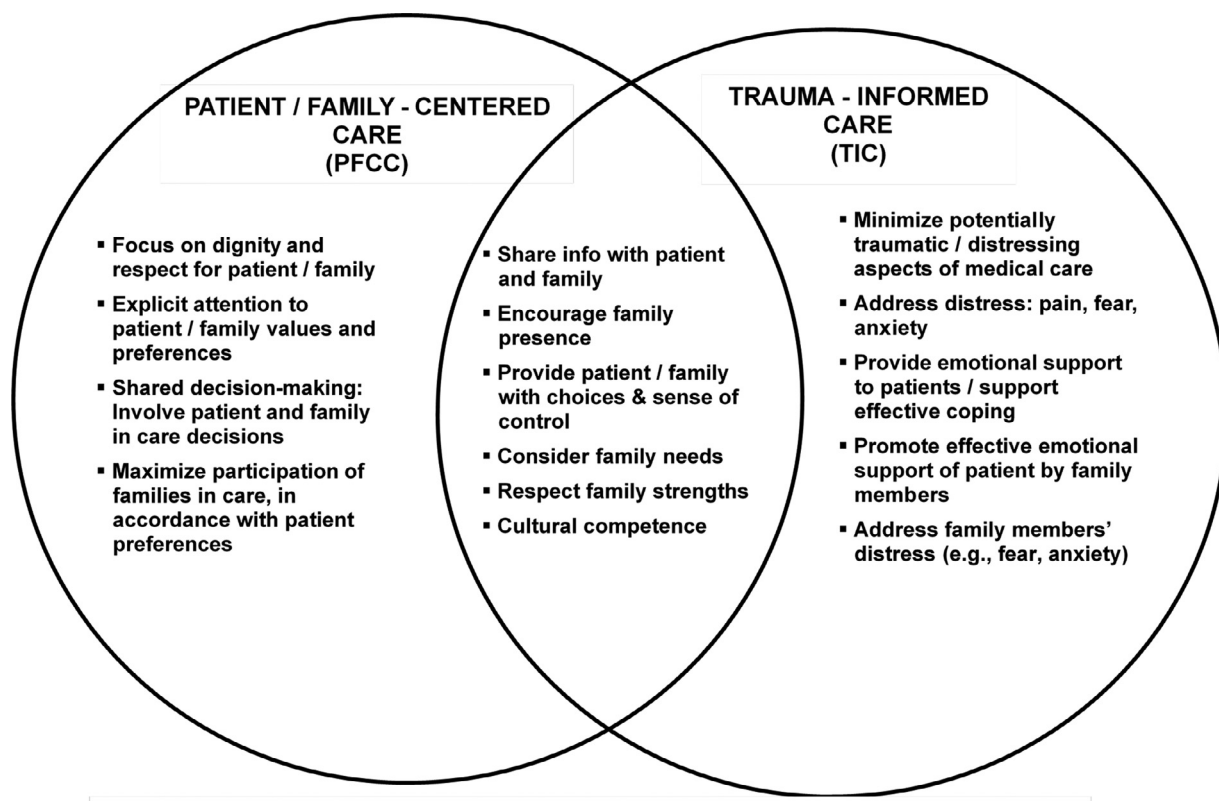 PATIENT / FAMILY - CENTERED
CARE
(PFCC)
▪ Focus on dignity and
respect for patient / family
▪ Explicit attention to
patient / family values and
preferences
▪ Shared decision-making:
Involve patient and family
in care decisions
▪ Maximize participation of
families in care, in
accordance with patient
preferences
▪ Share info with patient
and family
▪ Encourage family
presence
▪ Provide patient / family
with choices & sense of
control
▪ Consider family needs
▪ Respect family strengths
▪ Cultural competence
TRAUMA - INFORMED
CARE
(TIC)
▪ Minimize potentially
traumatic / distressing
aspects of medical care
▪ Address distress: pain, fear,
anxiety
▪ Provide emotional support
to patients / support
effective coping
▪ Promote effective emotional
support of patient by family
members
▪ Address family members’
distress (e.g., fear, anxiety)